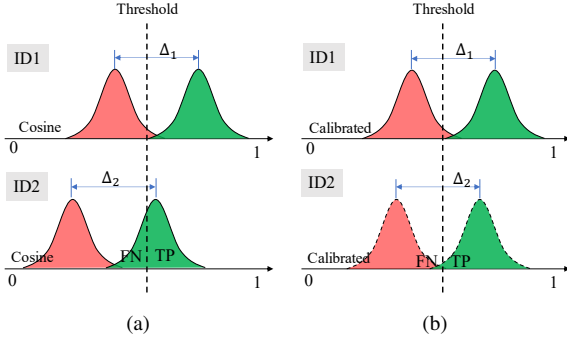 Threshold
Δ1
ID1
Cosine
0
1
ID2
Δ2
Cosine
FN
TP
0
1
(a)
Threshold
Δ1
ID1
Calibrated
0
1
ID2
Δ2
Calibrated
FN
TP
0
1
(b)